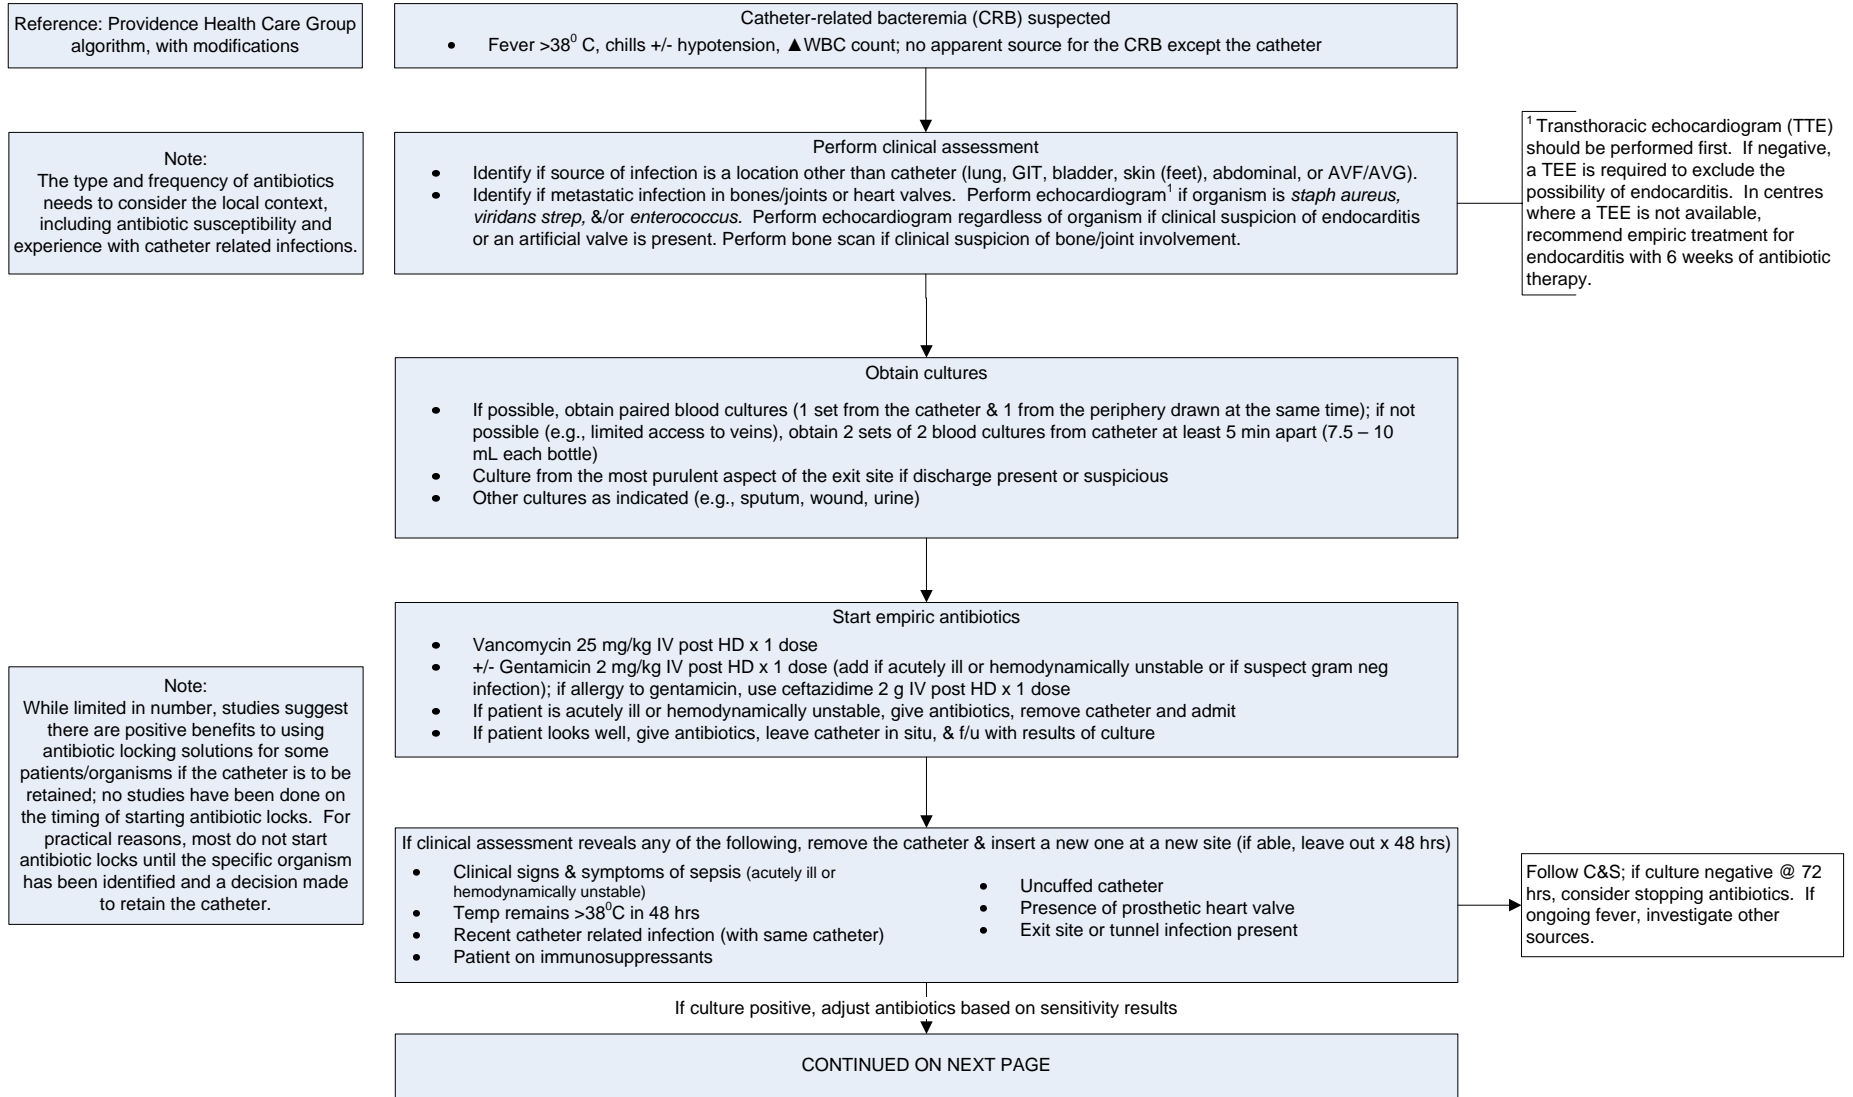 Reference: Providence Health Care Group
algorithm, with modifications
Catheter-related bacteremia (CRB) suspected
• Fever >38⁰ C, chills +/- hypotension, ▲WBC count; no apparent source for the CRB except the catheter
Note:
The type and frequency of antibiotics
needs to consider the local context,
including antibiotic susceptibility and
experience with catheter related infections.
Perform clinical assessment
• Identify if source of infection is a location other than catheter (lung, GIT, bladder, skin (feet), abdominal, or AVF/AVG).
• Identify if metastatic infection in bones/joints or heart valves. Perform echocardiogram¹ if organism is staph aureus,
viridans strep, &/or enterococcus. Perform echocardiogram regardless of organism if clinical suspicion of endocarditis
or an artificial valve is present. Perform bone scan if clinical suspicion of bone/joint involvement.
¹ Transthoracic echocardiogram (TTE)
should be performed first. If negative,
a TEE is required to exclude the
possibility of endocarditis. In centres
where a TEE is not available,
recommend empiric treatment for
endocarditis with 6 weeks of antibiotic
therapy.
Obtain cultures
• If possible, obtain paired blood cultures (1 set from the catheter & 1 from the periphery drawn at the same time); if not
possible (e.g., limited access to veins), obtain 2 sets of 2 blood cultures from catheter at least 5 min apart (7.5 – 10
mL each bottle)
• Culture from the most purulent aspect of the exit site if discharge present or suspicious
• Other cultures as indicated (e.g., sputum, wound, urine)
Start empiric antibiotics
• Vancomycin 25 mg/kg IV post HD x 1 dose
• +/- Gentamicin 2 mg/kg IV post HD x 1 dose (add if acutely ill or hemodynamically unstable or if suspect gram neg
infection); if allergy to gentamicin, use ceftazidime 2 g IV post HD x 1 dose
• If patient is acutely ill or hemodynamically unstable, give antibiotics, remove catheter and admit
• If patient looks well, give antibiotics, leave catheter in situ, & f/u with results of culture
Note:
While limited in number, studies suggest
there are positive benefits to using
antibiotic locking solutions for some
patients/organisms if the catheter is to be
retained; no studies have been done on
the timing of starting antibiotic locks. For
practical reasons, most do not start
antibiotic locks until the specific organism
has been identified and a decision made
to retain the catheter.
If clinical assessment reveals any of the following, remove the catheter & insert a new one at a new site (if able, leave out x 48 hrs)
• Clinical signs & symptoms of sepsis (acutely ill or
hemodynamically unstable)
• Temp remains >38⁰C in 48 hrs
• Recent catheter related infection (with same catheter)
• Patient on immunosuppressants
• Uncuffed catheter
• Presence of prosthetic heart valve
• Exit site or tunnel infection present
Follow C&S; if culture negative @ 72
hrs, consider stopping antibiotics. If
ongoing fever, investigate other
sources.
If culture positive, adjust antibiotics based on sensitivity results
CONTINUED ON NEXT PAGE